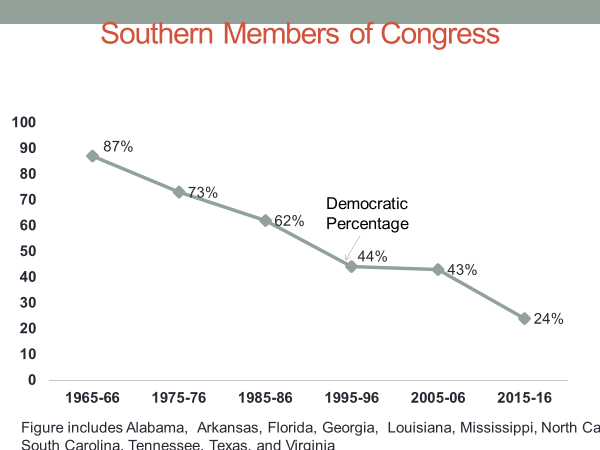 Southern Members of Congress
100
90
80
70
60
50
40
30
20
10
0
87%
73%
62%
Democratic
Percentage
44%
43%
24%
1965-66 1975-76 1985-86 1995-96 2005-06 2015-16
Figure includes Alabama, Arkansas, Florida, Georgia, Louisiana, Mississippi, North Ca
South Carolina, Tennessee, Texas, and Virginia